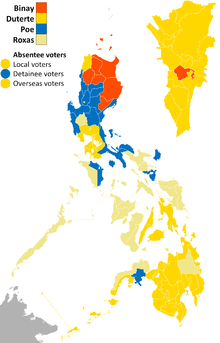 Binay
Duterte
Poe
Roxas
Absentee voters
Local voters
Detainee voters
Overseas voters